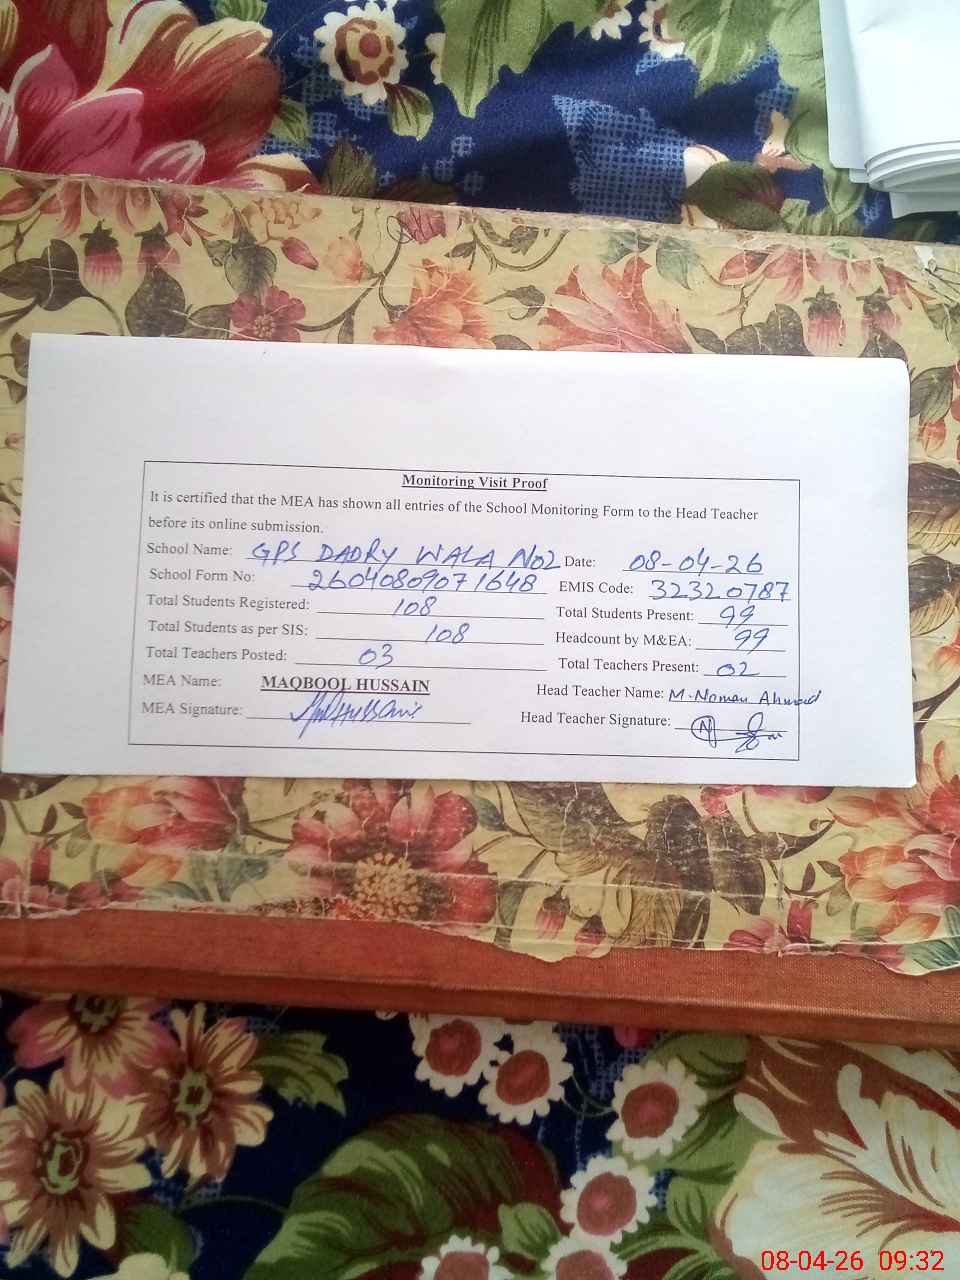 Monitoring Visit Proof
It is certified that the MEA has shown all entries of the School Monitoring Form to the Head Teacher
before its online submission.
School Name: GPS DADRY WALA NO2 Date: 08-04-26
School Form No: 26040809071648 EMIS Code: 32320787
Total Students Registered: 108 Total Students Present: 99
Total Students as per SIS: 108 Headcount by M&EA: 99
Total Teachers Posted: 03 Total Teachers Present: 02
MEA Name: MAQBOOL HUSSAIN Head Teacher Name: M.Noman Ahmad
MEA Signature: Head Teacher Signature:
08-04-26 09:32